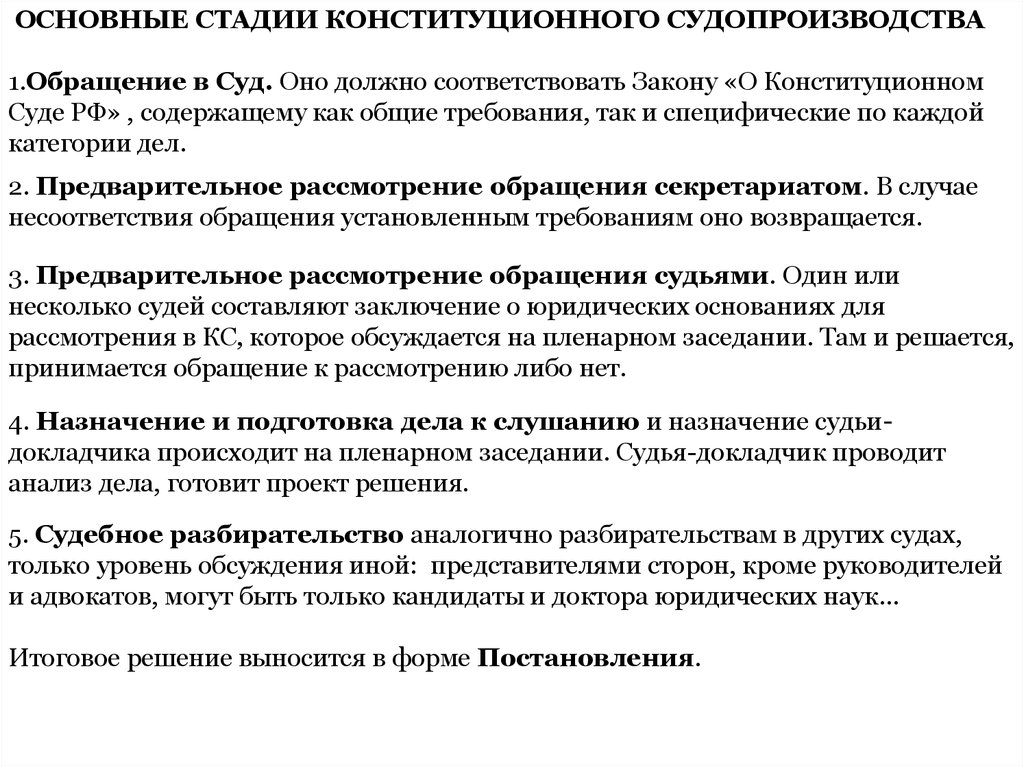 ОСНОВНЫЕ СТАДИИ КОНСТИТУЦИОННОГО СУДОПРОИЗВОДСТВА
1.Обращение в Суд. Оно должно соответствовать Закону «О Конституционном
Суде РФ» , содержащему как общие требования, так и специфические по каждой
категории дел.
2. Предварительное рассмотрение обращения секретариатом. В случае
несоответствия обращения установленным требованиям оно возвращается.
3. Предварительное рассмотрение обращения судьями. Один или
несколько судей составляют заключение о юридических основаниях для
рассмотрения в КС, которое обсуждается на пленарном заседании. Там и решается,
принимается обращение к рассмотрению либо нет.
4. Назначение и подготовка дела к слушанию и назначение судьи-
докладчика происходит на пленарном заседании. Судья-докладчик проводит
анализ дела, готовит проект решения.
5. Судебное разбирательство аналогично разбирательствам в других судах,
только уровень обсуждения иной:  представителями сторон, кроме руководителей
и адвокатов, могут быть только кандидаты и доктора юридических наук…
Итоговое решение выносится в форме Постановления.